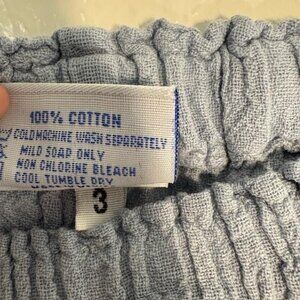 100% COTTON
COLD MACHINE WASH SEPARATELY
MILD SOAP ONLY
NON CHLORINE BLEACH
COOL TUMBLE DRY
3